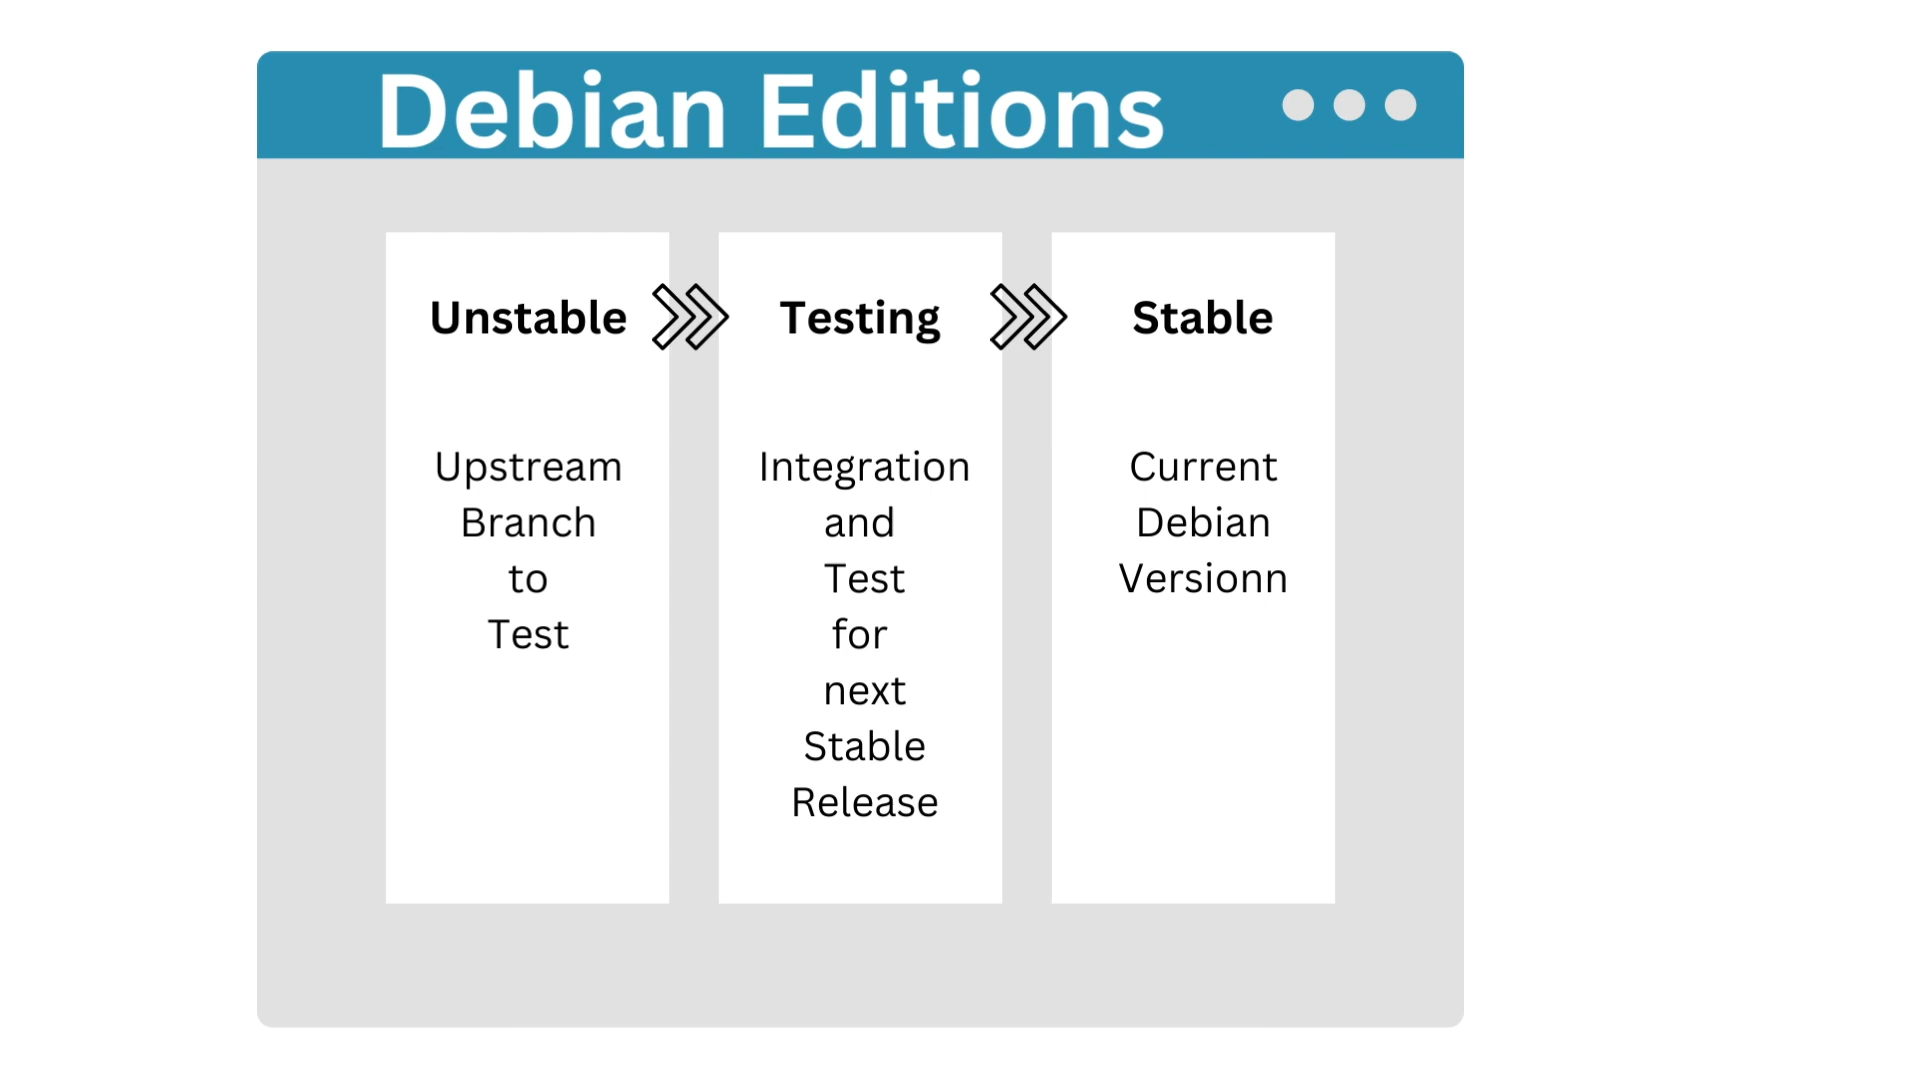 Debian Editions
Unstable
Testing
Stable
Upstream
Branch
to
Test
Integration
and
Test
for
next
Stable
Release
Current
Debian
Versionn